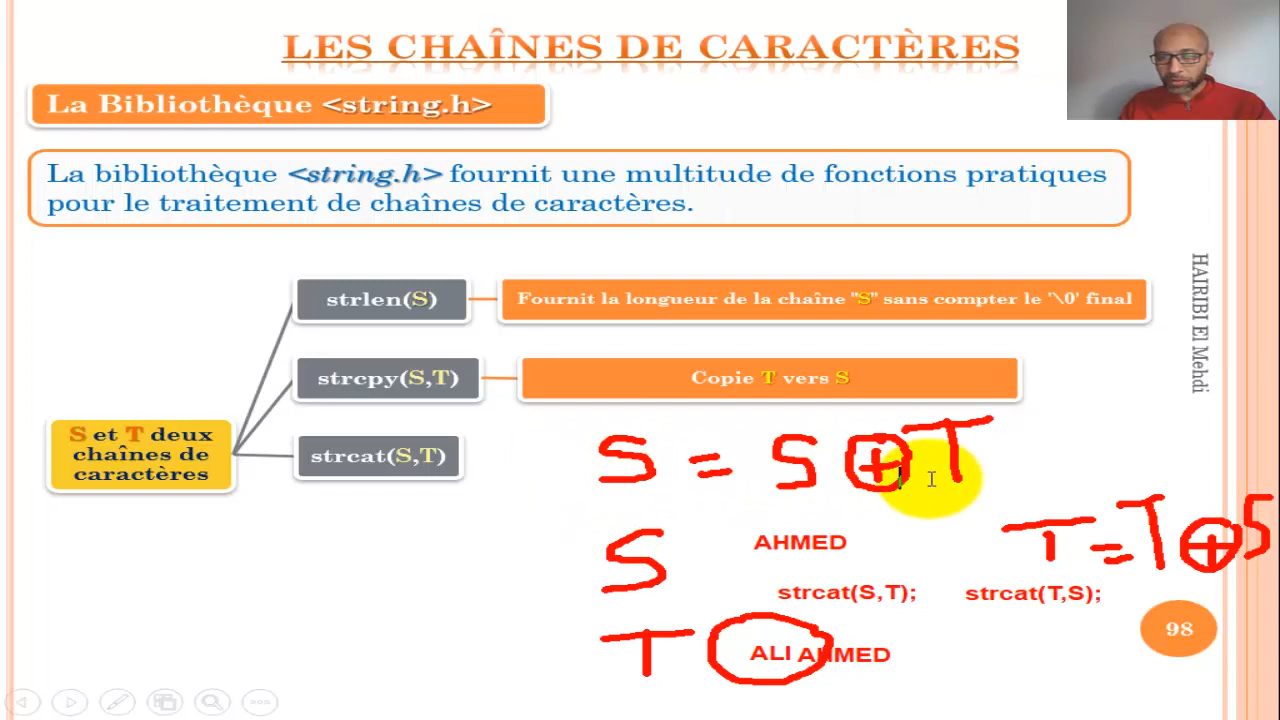 LES CHAÎNES DE CARACTÈRES
La Bibliothèque <string.h>
La bibliothèque <string.h> fournit une multitude de fonctions pratiques
pour le traitement de chaînes de caractères.
HAIRIBI El Mehdi
strlen(S)
Fournit la longueur de la chaîne "S" sans compter le '\0' final
strcpy(S,T)
Copie T vers S
S et T deux
chaînes de
caractères
strcat(S,T)
S = S + T
S
AHMED
T = T + S
strcat(S,T);
strcat(T,S);
T
ALI AHMED
98